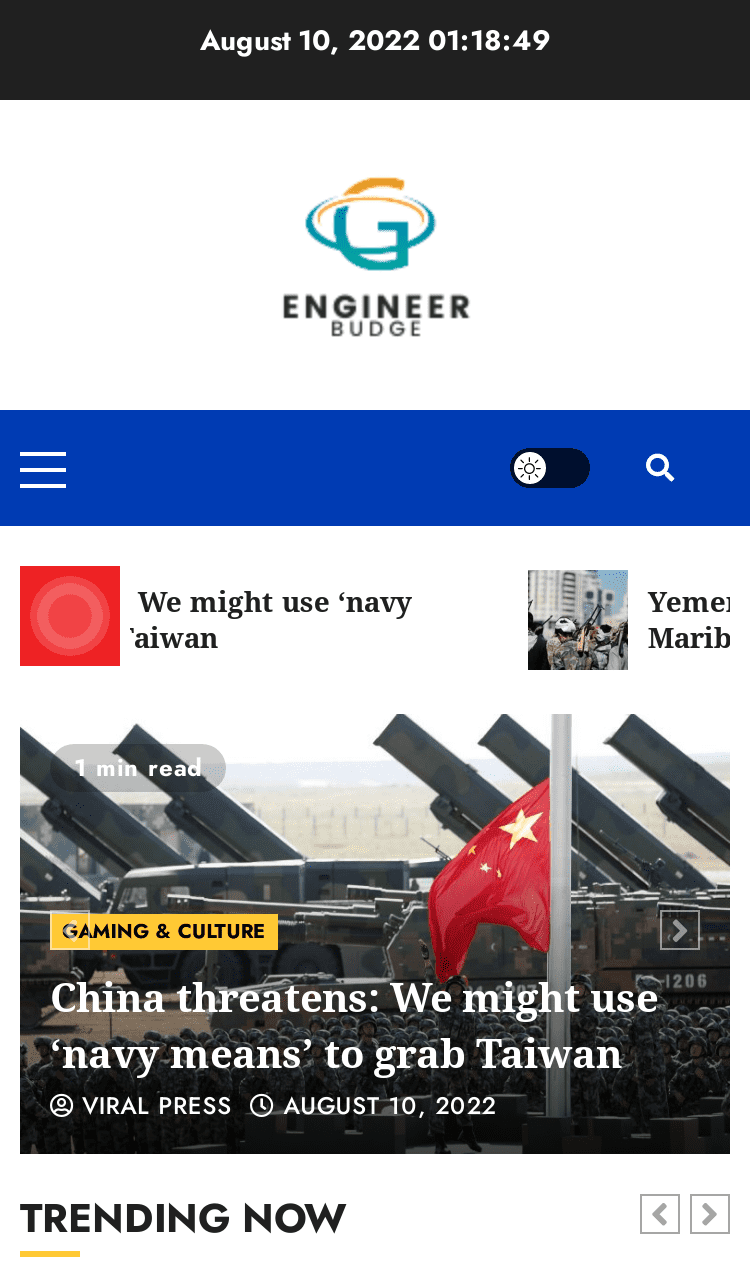 August 10, 2022 01:18:49
ENGINEER
BUDGE
We might use ‘navy
Taiwan
Yemen
Marib
1 min read
GAMING & CULTURE
China threatens: We might use
‘navy means’ to grab Taiwan
VIRAL PRESS AUGUST 10, 2022
TRENDING NOW